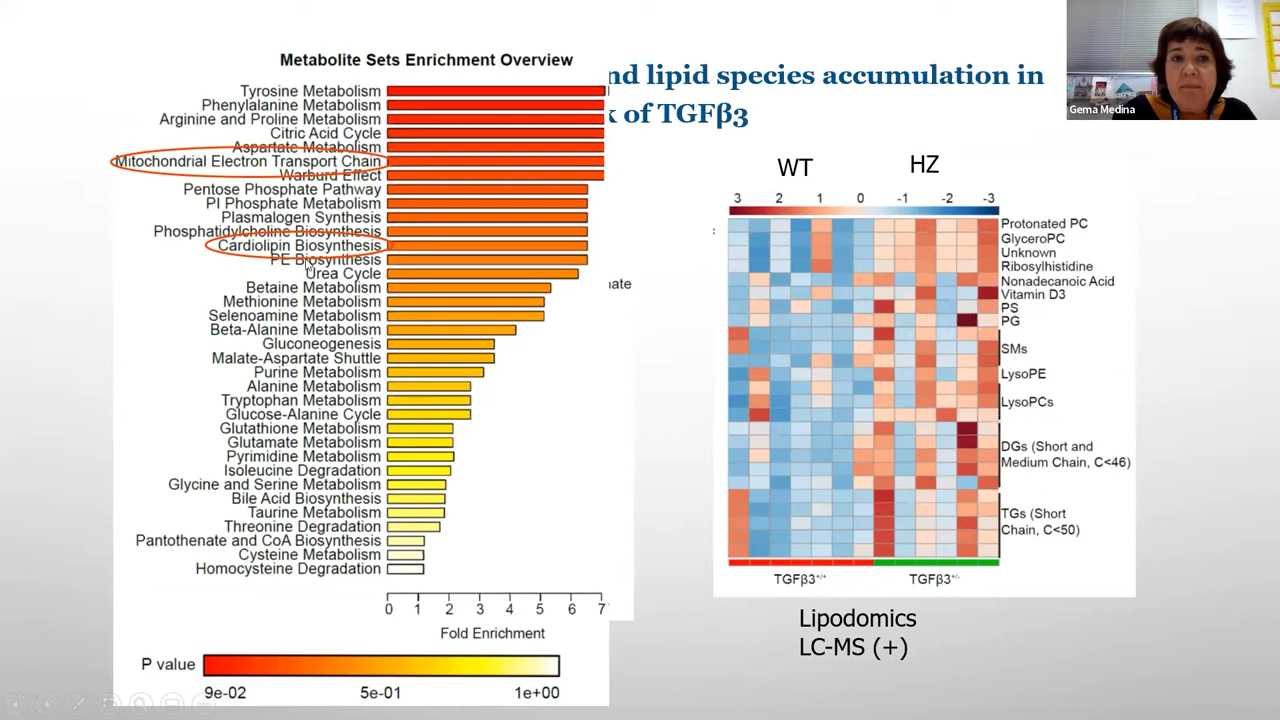 Metabolite Sets Enrichment Overview
nd lipid species accumulation in
k of TGFβ3
Gema Medina
Tyrosine Metabolism
Phenylalanine Metabolism
Arginine and Proline Metabolism
Citric Acid Cycle
Aspartate Metabolism
Mitochondrial Electron Transport Chain
Warburd Effect
Pentose Phosphate Pathway
PI Phosphate Metabolism
Plasmalogen Synthesis
Phosphatidylcholine Biosynthesis
Cardiolipin Biosynthesis
PE Biosynthesis
Urea Cycle
Betaine Metabolism
Methionine Metabolism
Selenoamino Metabolism
Beta-Alanine Metabolism
Gluconeogenesis
Malate-Aspartate Shuttle
Purine Metabolism
Alanine Metabolism
Tryptophan Metabolism
Glucose-Alanine Cycle
Glutathione Metabolism
Glutamate Metabolism
Pyrimidine Metabolism
Isoleucine Degradation
Glycine and Serine Metabolism
Bile Acid Biosynthesis
Taurine Metabolism
Threonine Degradation
Pantothenate and CoA Biosynthesis
Cysteine Metabolism
Homocysteine Degradation
0 1 2 3 4 5 6 7
Fold Enrichment
P value
9e-02 5e-01 1e+00
nate
WT HZ
3 2 1 0 -1 -2 -3
Protonated PC
GlyceroPC
Unknown
Ribosylhistidine
Nonadecanoic Acid
Vitamin D3
PS
PG
SMs
LysoPE
LysoPCs
DGs (Short and
Medium Chain, C<46)
TGs (Short
Chain, C<50)
TGFβ3+/+ TGFβ3+/-
Lipodomics
LC-MS (+)